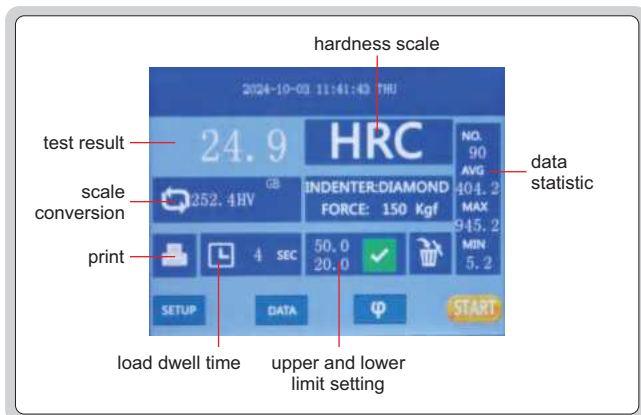 hardness scale
2024-10-03 11:41:43 THU
test result
24.9
HRC
NO.
90
AVG
404.2
MAX
945.2
MIN
5.2
data
statistic
scale
conversion
252.4HV
GB
INDENTER:DIAMOND
FORCE: 150 Kgf
print
4 SEC
50.0
20.0
SETUP
DATA
φ
START
load dwell time
upper and lower
limit setting